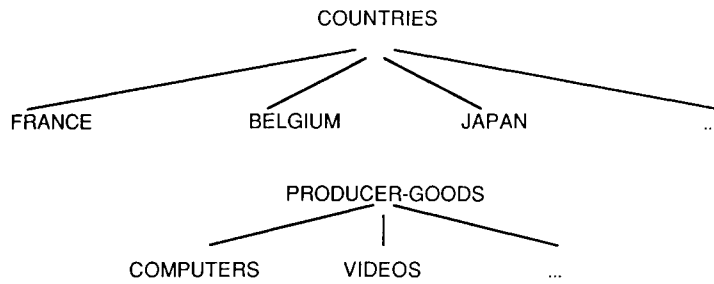 COUNTRIES
FRANCE BELGIUM JAPAN ...
PRODUCER-GOODS
COMPUTERS VIDEOS ...